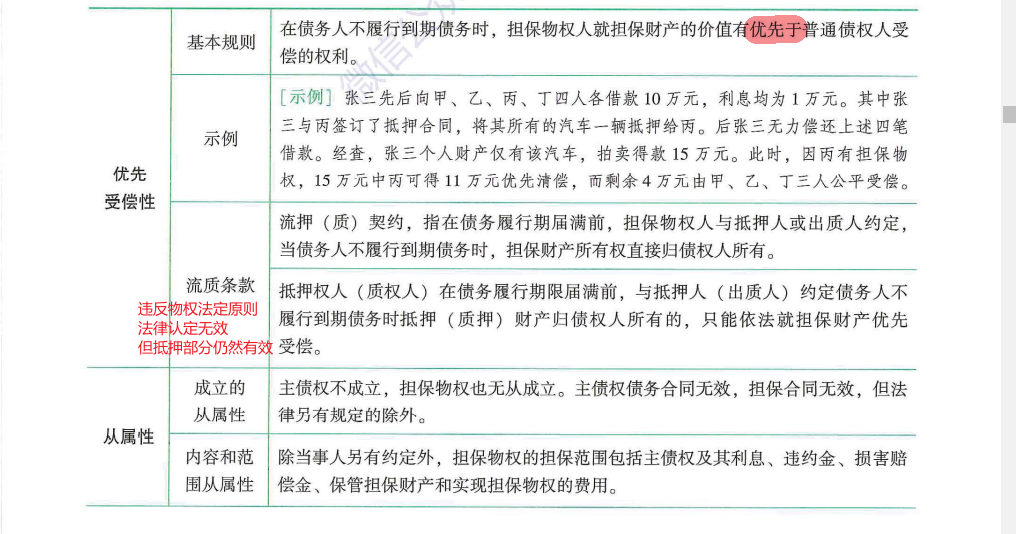 基本规则
在债务人不履行到期债务时，担保物权人就担保财产的价值有优先于普通债权人受
偿的权利。
微信公众
优先
受偿性
示例
［示例］张三先后向甲、乙、丙、丁四人各借款 10 万元，利息均为 1 万元。其中张
三与丙签订了抵押合同，将其所有的汽车一辆抵押给丙。后张三无力偿还上述四笔
借款。经查，张三个人财产仅有该汽车，拍卖得款 15 万元。此时，因丙有担保物
权，15 万元中丙可得 11 万元优先清偿，而剩余 4 万元由甲、乙、丁三人公平受偿。
流质条款
违反物权法定原则
法律认定无效
但抵押部分仍然有效
流押（质）契约，指在债务履行期届满前，担保物权人与抵押人或出质人约定，
当债务人不履行到期债务时，担保财产所有权直接归债权人所有。
抵押权人（质权人）在债务履行期限届满前，与抵押人（出质人）约定债务人不
履行到期债务时抵押（质押）财产归债权人所有的，只能依法就担保财产优先
受偿。
从属性
成立的
从属性
主债权不成立，担保物权也无从成立。主债权债务合同无效，担保合同无效，但法
律另有规定的除外。
内容和范
围从属性
除当事人另有约定外，担保物权的担保范围包括主债权及其利息、违约金、损害赔
偿金、保管担保财产和实现担保物权的费用。